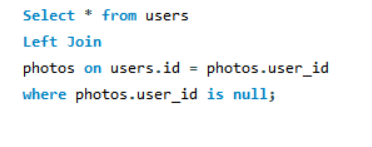 Select * from users
Left Join
photos on users.id = photos.user_id
where photos.user_id is null;